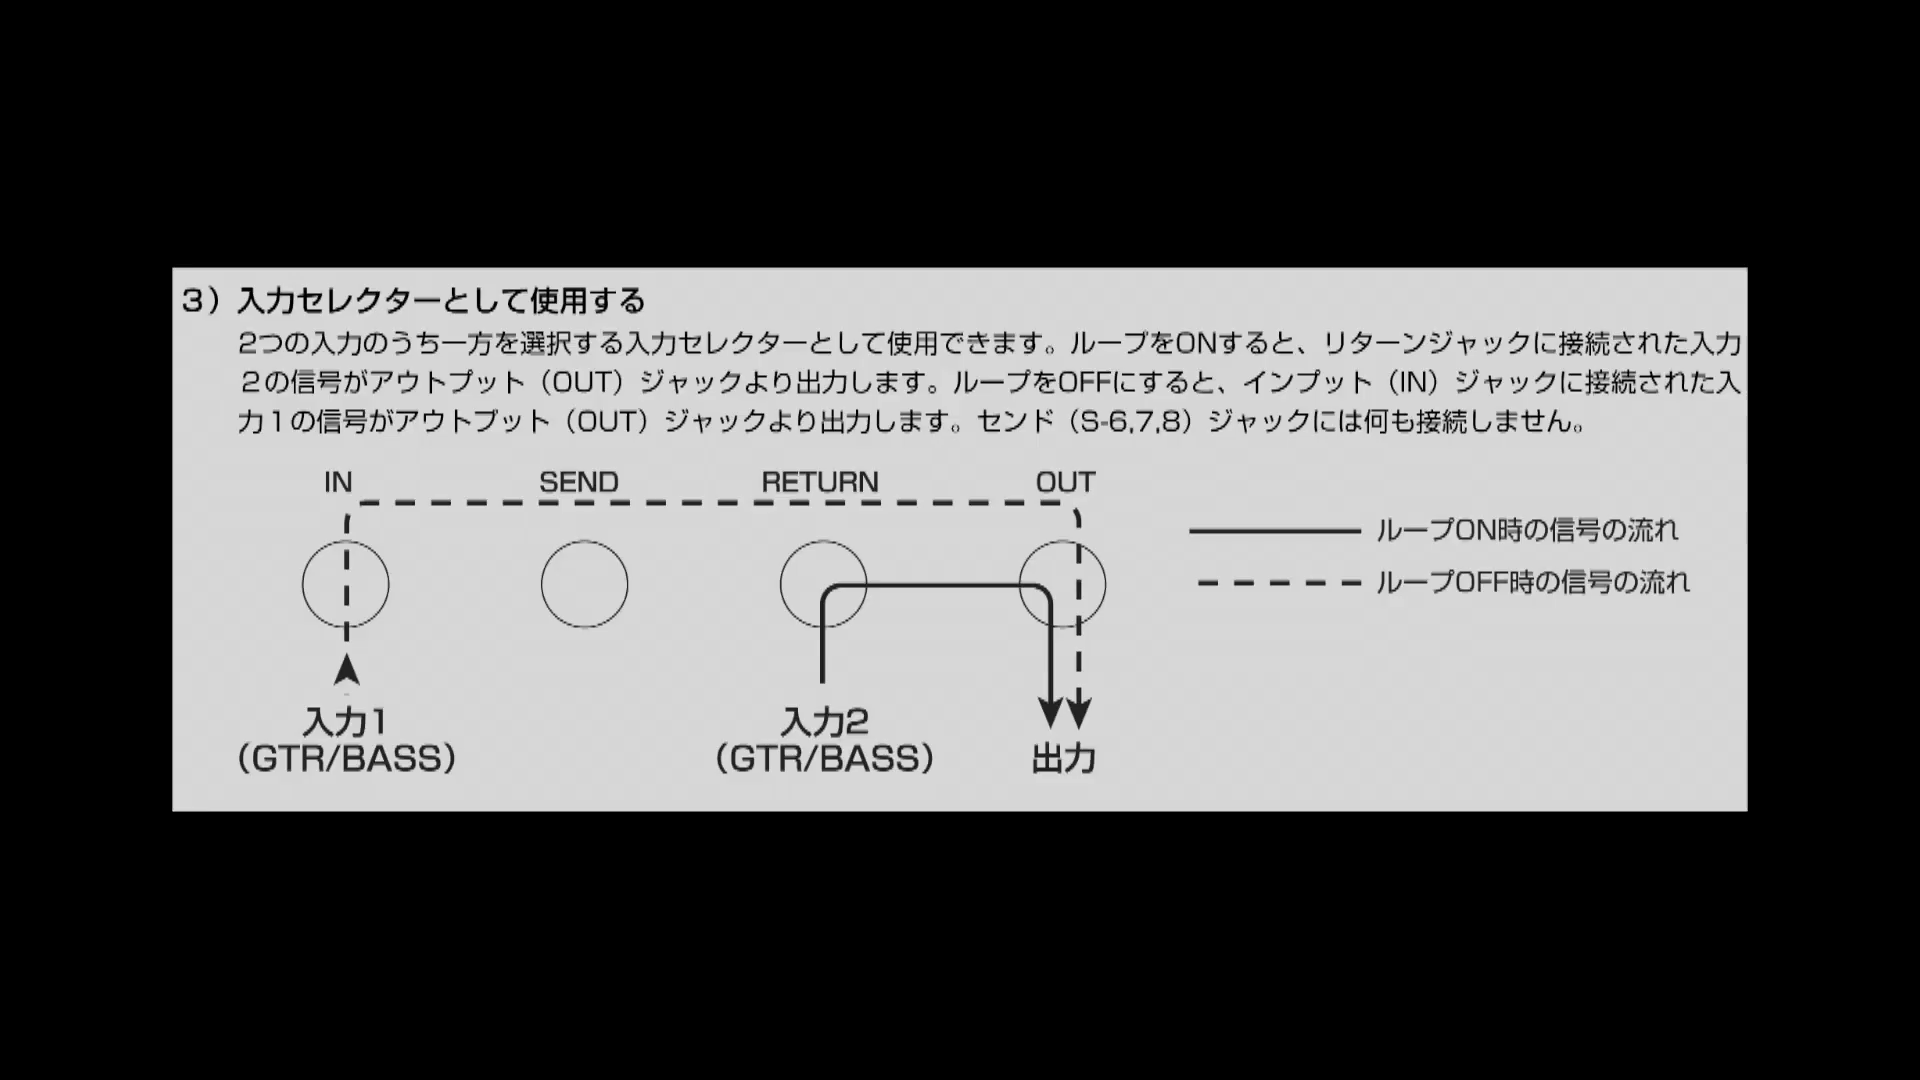 3）入力セレクターとして使用する
2つの入力のうち一方を選択する入力セレクターとして使用できます。ループをONすると、リターンジャックに接続された入力
２の信号がアウトプット（OUT）ジャックより出力します。ループをOFFにすると、インプット（IN）ジャックに接続された入
力１の信号がアウトプット（OUT）ジャックより出力します。センド（S-6,7,8）ジャックには何も接続しません。
IN SEND RETURN OUT
ループON時の信号の流れ
ループOFF時の信号の流れ
入力1 入力2
（GTR/BASS） （GTR/BASS） 出力